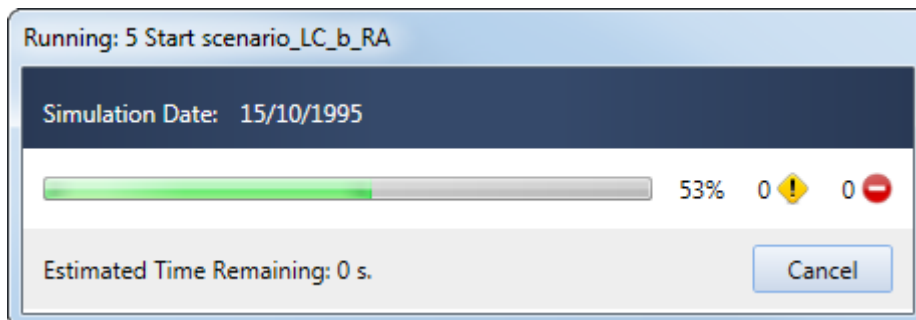 Running: 5 Start scenario_LC_b_RA
Simulation Date: 15/10/1995
53% 0 0
Estimated Time Remaining: 0 s. Cancel